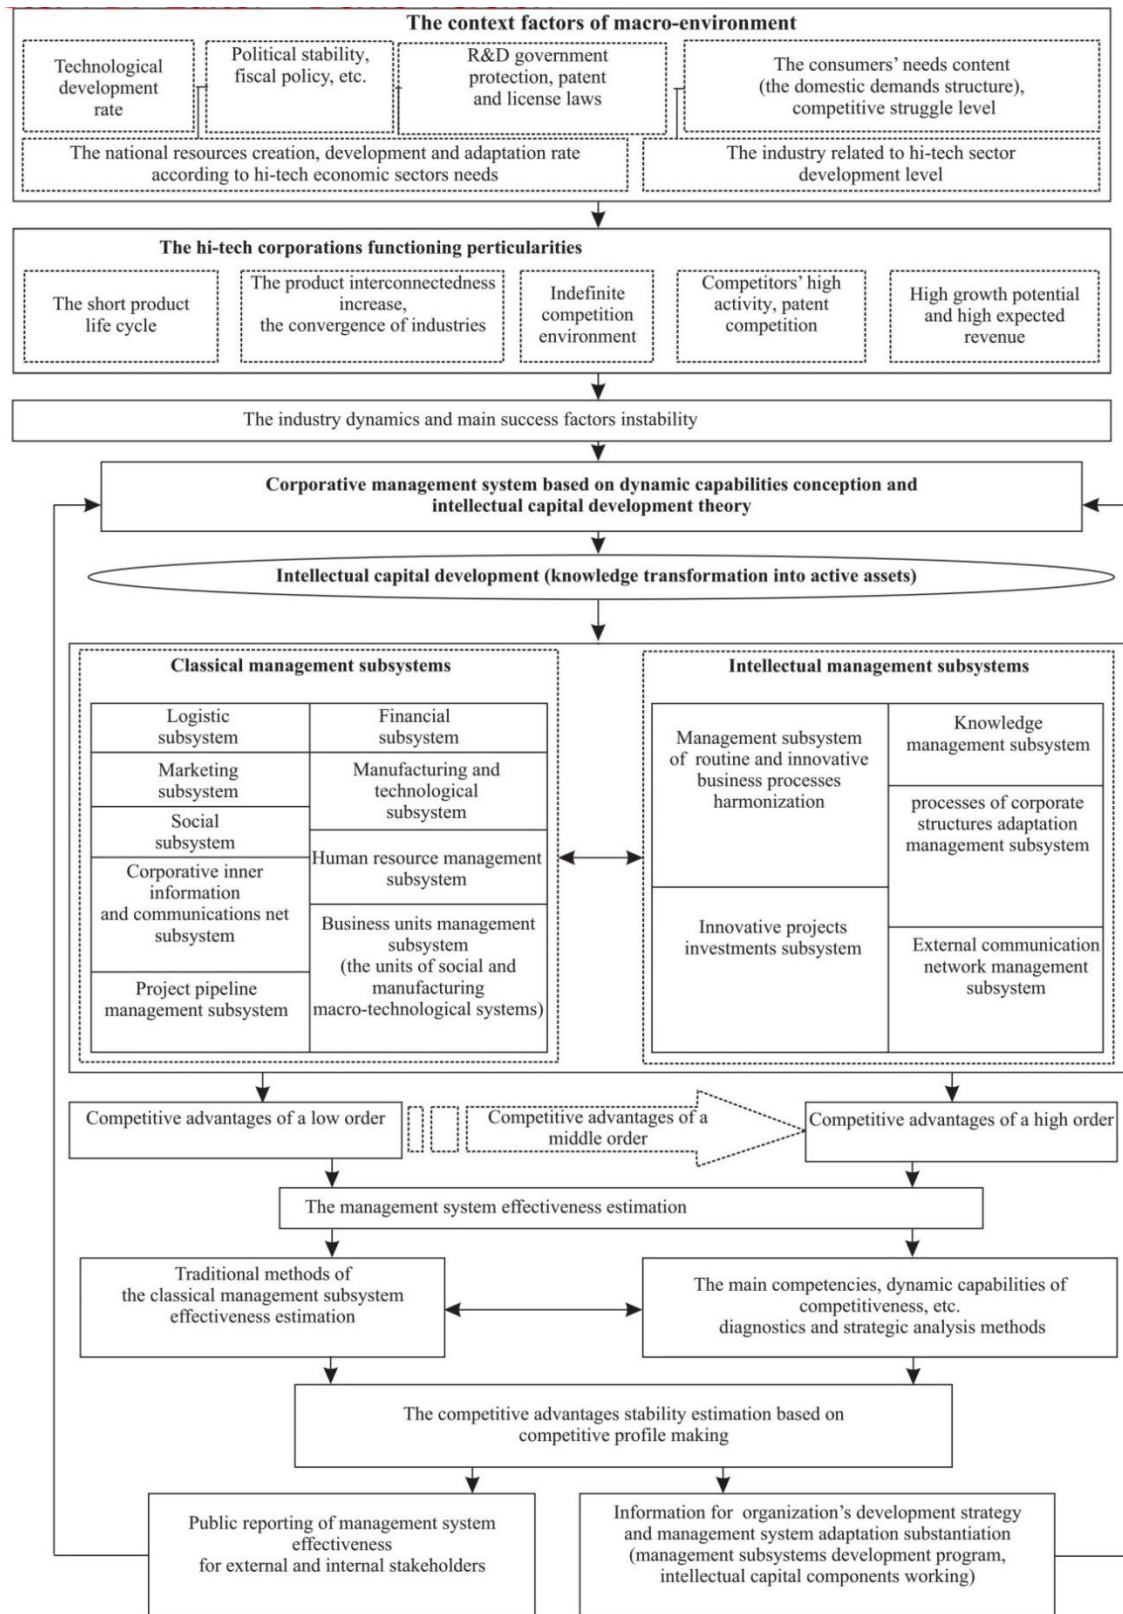 The context factors of macro-environment
Technological
development
rate
Political stability,
fiscal policy, etc.
R&D government
protection, patent
and license laws
The consumers' needs content
(the domestic demands structure),
competitive struggle level
The national resources creation, development and adaptation rate
according to hi-tech economic sectors needs
The industry related to hi-tech sector
development level
The hi-tech corporations functioning perticularities
The short product
life cycle
The product interconnectedness
increase,
the convergence of industries
Indefinite
competition
environment
Competitors' high
activity, patent
competition
High growth potential
and high expected
revenue
The industry dynamics and main success factors instability
Corporative management system based on dynamic capabilities conception and
intellectual capital development theory
Intellectual capital development (knowledge transformation into active assets)
Classical management subsystems
Logistic
subsystem
Marketing
subsystem
Social
subsystem
Corporative inner
information
and communications net
subsystem
Project pipeline
management subsystem
Financial
subsystem
Manufacturing and
technological
subsystem
Human resource management
subsystem
Business units management
subsystem
(the units of social and
manufacturing
macro-technological systems)
Intellectual management subsystems
Management subsystem
of routine and innovative
business processes
harmonization
Innovative projects
investments subsystem
Knowledge
management subsystem
processes of corporate
structures adaptation
management subsystem
External communication
network management
subsystem
Competitive advantages of a low order
Competitive advantages of a
middle order
Competitive advantages of a high order
The management system effectiveness estimation
Traditional methods of
the classical management subsystem
effectiveness estimation
The main competencies, dynamic capabilities of
competitiveness, etc.
diagnostics and strategic analysis methods
The competitive advantages stability estimation based on
competitive profile making
Public reporting of management system
effectiveness
for external and internal stakeholders
Information for organization's development strategy
and management system adaptation substantiation
(management subsystems development program,
intellectual capital components working)